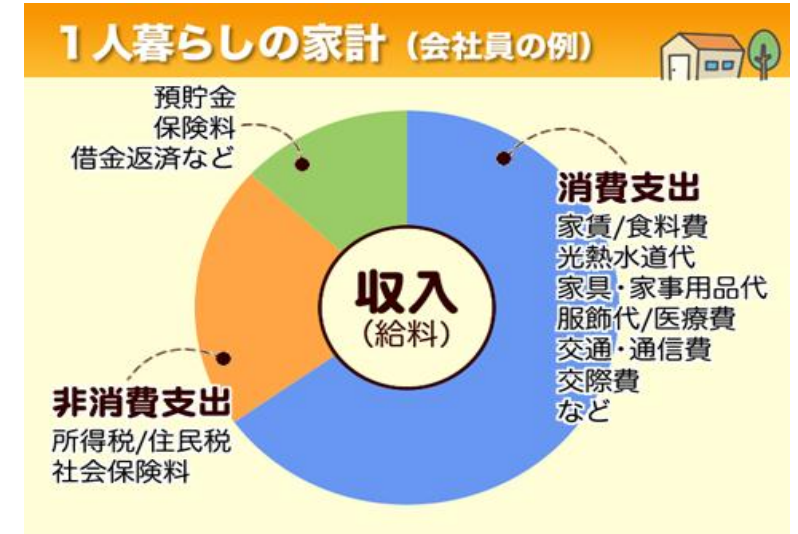 1人暮らしの家計(会社員の例)
預貯金
保険料
借金返済など
消費支出
家賃/食料費
光熱水道代
家具・家事用品代
服飾代/医療費
交通・通信費
交際費
など
収入
(給料)
非消費支出
所得税/住民税
社会保険料